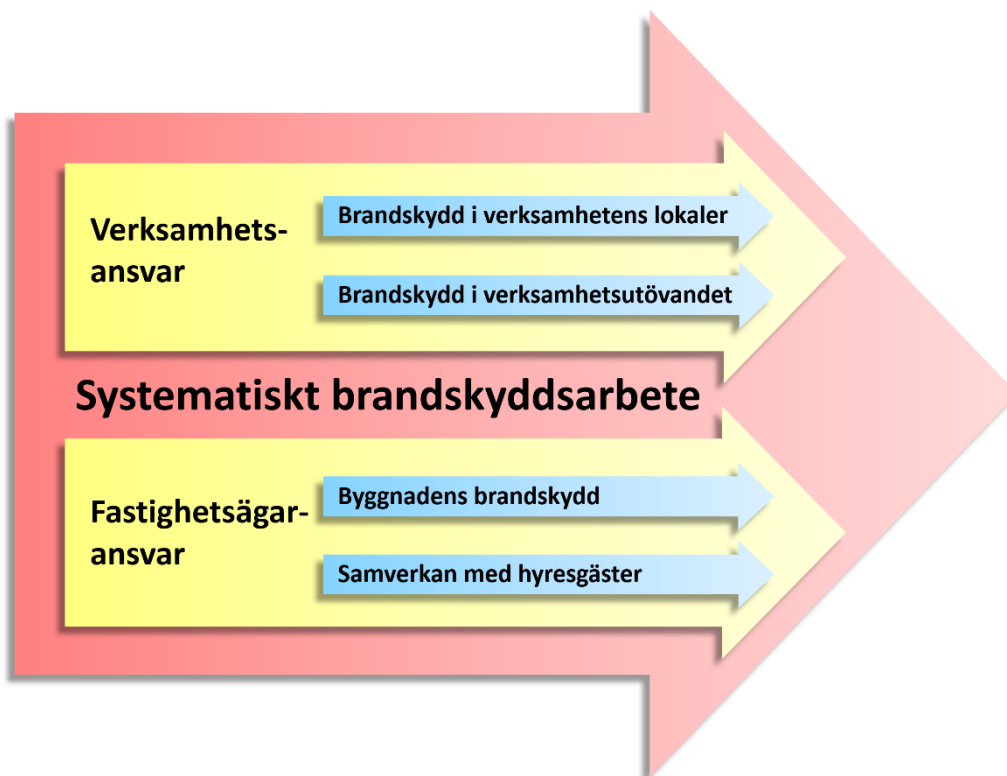 Verksamhets-
ansvar
Brandskydd i verksamhetens lokaler
Brandskydd i verksamhetsutövandet
Systematiskt brandskyddsarbete
Fastighetsägar-
ansvar
Byggnadens brandskydd
Samverkan med hyresgäster